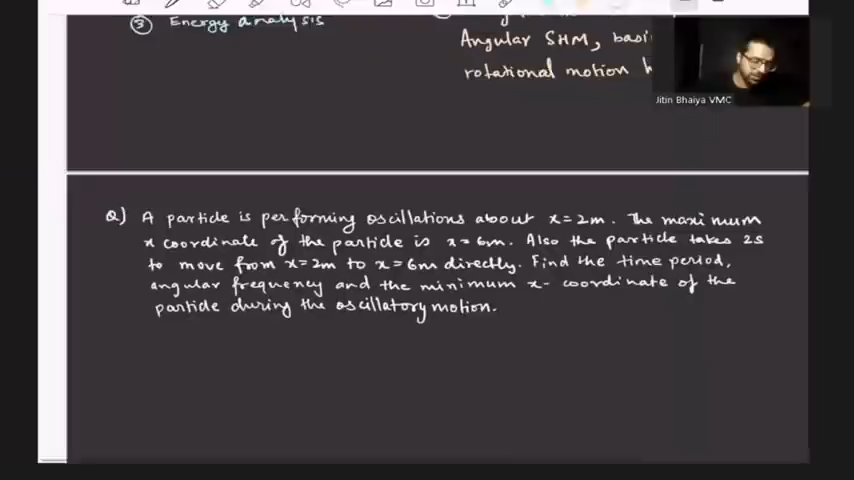 ③ Energy analysis
Angular SHM, basi
rotational motion
Jitin Bhaiya VMC
Q) A particle is performing oscillations about x=2m. The maximum
x coordinate of the particle is x=6m. Also the particle takes 2s
to move from x=2m to x=6m directly. Find the time period,
angular frequency and the minimum x- coordinate of the
particle during the oscillatory motion.